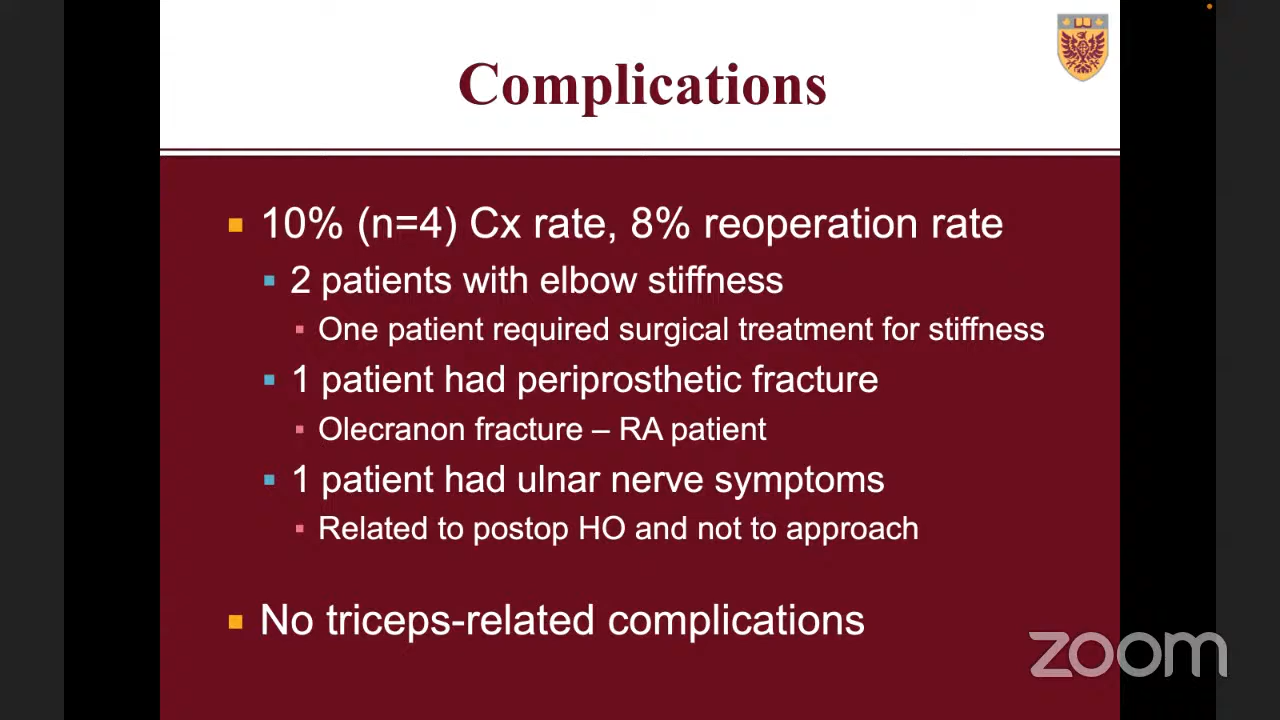 Complications
10% (n=4) Cx rate, 8% reoperation rate
2 patients with elbow stiffness
One patient required surgical treatment for stiffness
1 patient had periprosthetic fracture
Olecranon fracture – RA patient
1 patient had ulnar nerve symptoms
Related to postop HO and not to approach
No triceps-related complications
zoom